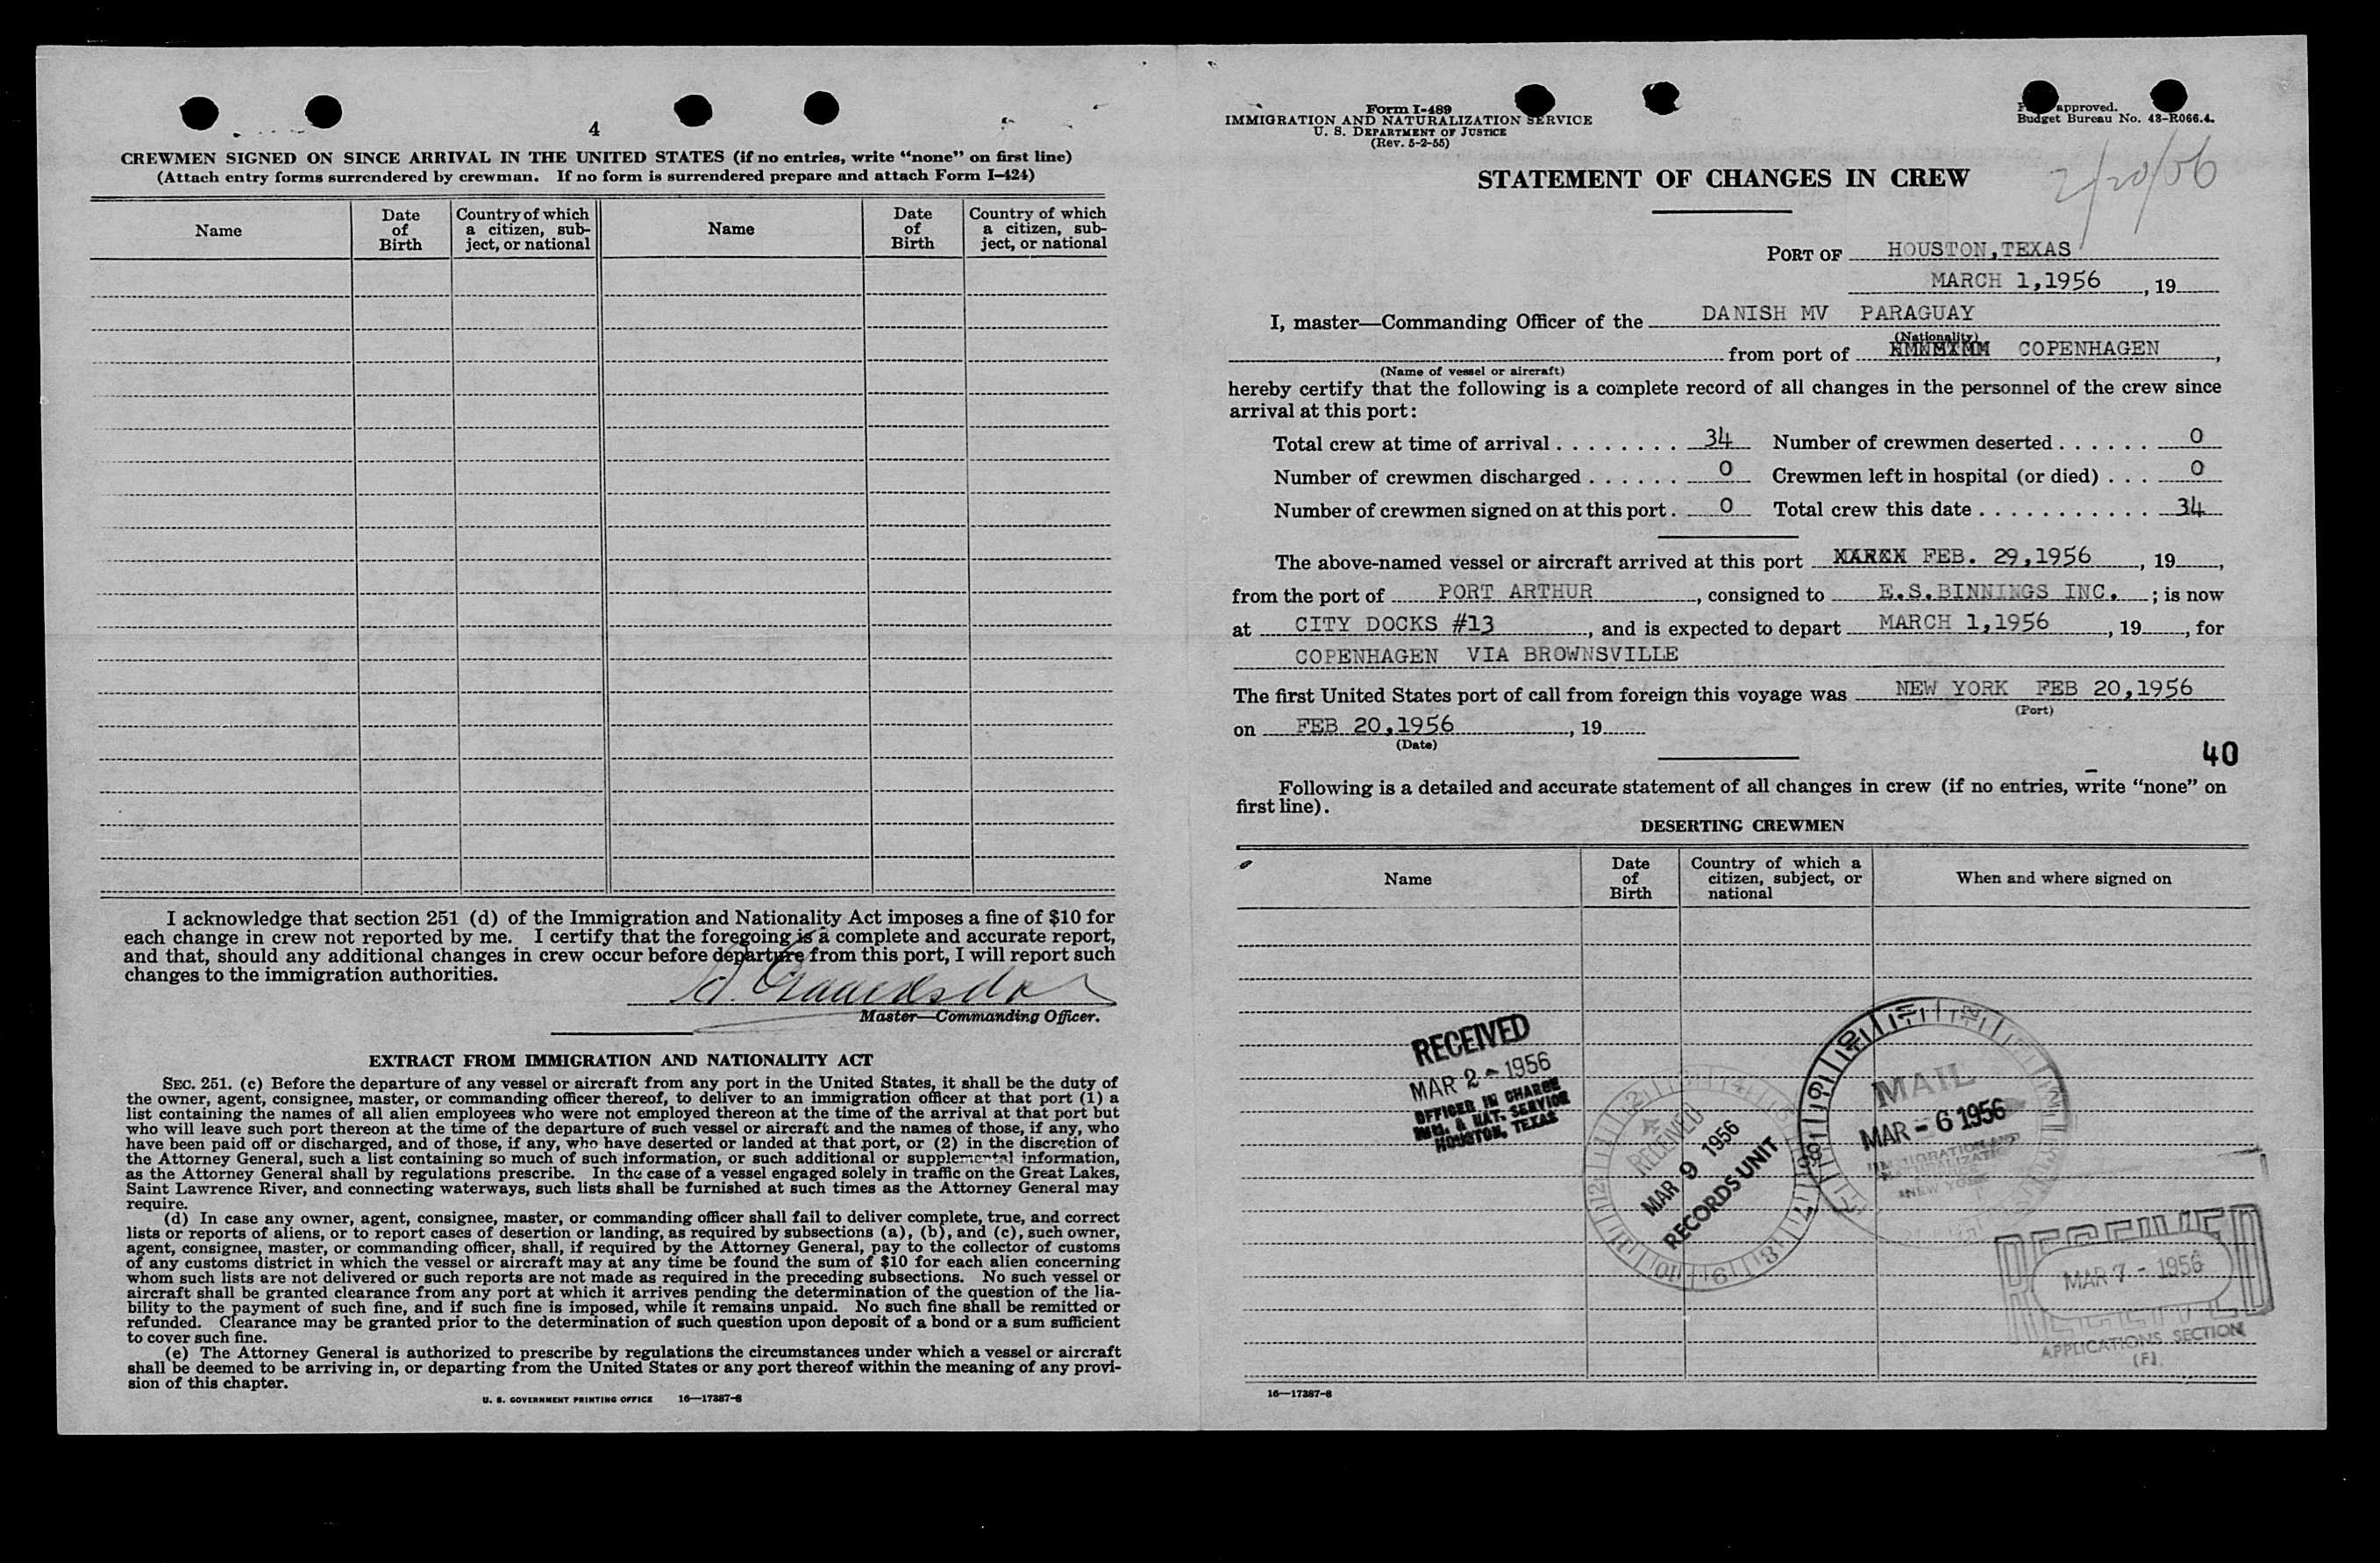 4
CREWMEN SIGNED ON SINCE ARRIVAL IN THE UNITED STATES (if no entries, write “none” on first line)
(Attach entry forms surrendered by crewman. If no form is surrendered prepare and attach Form I–424)
Name
Date of Birth
Country of which a citizen, sub-ject, or national
Name
Date of Birth
Country of which a citizen, sub-ject, or national
I acknowledge that section 251 (d) of the Immigration and Nationality Act imposes a fine of $10 for
each change in crew not reported by me. I certify that the foregoing is a complete and accurate report,
and that, should any additional changes in crew occur before departure from this port, I will report such
changes to the immigration authorities.
Master—Commanding Officer.
EXTRACT FROM IMMIGRATION AND NATIONALITY ACT
SEC. 251. (c) Before the departure of any vessel or aircraft from any port in the United States, it shall be the duty of
the owner, agent, consignee, master, or commanding officer thereof, to deliver to an immigration officer at that port (1) a
list containing the names of all alien employees who were not employed thereon at the time of the arrival at that port but
who will leave such port thereon at the time of the departure of such vessel or aircraft and the names of those, if any, who
have been paid off or discharged, and of those, if any, who have deserted or landed at that port, or (2) in the discretion of
the Attorney General, such a list containing so much of such information, or such additional or supplemental information,
as the Attorney General shall by regulations prescribe. In the case of a vessel engaged solely in traffic on the Great Lakes,
Saint Lawrence River, and connecting waterways, such lists shall be furnished at such times as the Attorney General may
require.
(d) In case any owner, agent, consignee, master, or commanding officer shall fail to deliver complete, true, and correct
lists or reports of aliens, or to report cases of desertion or landing, as required by subsections (a), (b), and (c), such owner,
agent, consignee, master, or commanding officer, shall, if required by the Attorney General, pay to the collector of customs
of any customs district in which the vessel or aircraft may at any time be found the sum of $10 for each alien concerning
whom such lists are not delivered or such reports are not made as required in the preceding subsections. No such vessel or
aircraft shall be granted clearance from any port at which it arrives pending the determination of the question of the lia-
bility to the payment of such fine, and if such fine is imposed, while it remains unpaid. No such fine shall be remitted or
refunded. Clearance may be granted prior to the determination of such question upon deposit of a bond or a sum sufficient
to cover such fine.
(e) The Attorney General is authorized to prescribe by regulations the circumstances under which a vessel or aircraft
shall be deemed to be arriving in, or departing from the United States or any port thereof within the meaning of any provi-
sion of this chapter.
U. S. GOVERNMENT PRINTING OFFICE 16—17387-8
Form I-489
IMMIGRATION AND NATURALIZATION SERVICE
U. S. DEPARTMENT OF JUSTICE
(Rev. 5-2-55)
approved.
Budget Bureau No. 43-R066.4.
2/20/56
STATEMENT OF CHANGES IN CREW
PORT OF HOUSTON,TEXAS
MARCH 1,1956, 19
I, master—Commanding Officer of the DANISH MV PARAGUAY
(Nationality)
from port of COPENHAGEN,
(Name of vessel or aircraft)
hereby certify that the following is a complete record of all changes in the personnel of the crew since
arrival at this port:
Total crew at time of arrival 34 Number of crewmen deserted 0
Number of crewmen discharged 0 Crewmen left in hospital (or died) 0
Number of crewmen signed on at this port 0 Total crew this date 34
The above-named vessel or aircraft arrived at this port FEB. 29,1956, 19,
from the port of PORT ARTHUR, consigned to E.S.BINNINGS INC.; is now
at CITY DOCKS #13, and is expected to depart MARCH 1,1956, 19, for
COPENHAGEN VIA BROWNSVILLE
The first United States port of call from foreign this voyage was NEW YORK FEB 20,1956
(Port)
on FEB 20,1956, 19
(Date)
40
Following is a detailed and accurate statement of all changes in crew (if no entries, write “none” on
first line).
DESERTING CREWMEN
Name
Date of Birth
Country of which a citizen, subject, or national
When and where signed on
RECEIVED
MAR 2 - 1956
OFFICER IN CHARGE
IMM. & NAT. SERVICE
HOUSTON, TEXAS
RECEIVED
MAR 9 1956
RECORDS UNIT
MAIL
MAR - 6 1956
IMMIGRATION AND
NATURALIZATION
NEW YORK
RECEIVED
MAR 7 - 1956
APPLICATIONS SECTION
(F)
16—17387-8